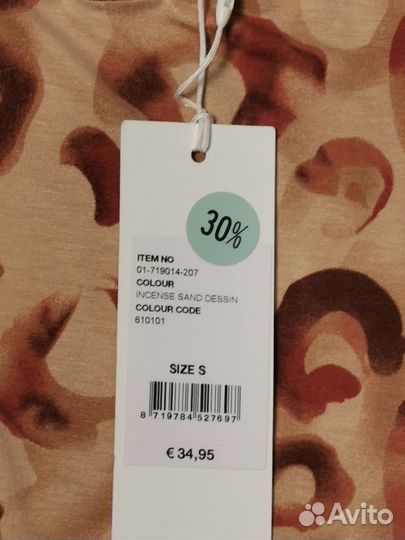 30%
ITEM NO
01-719014-207
COLOUR
INCENSE SAND DESSIN
COLOUR CODE
610101
SIZE S
8 719784 527697
€ 34,95
Avito